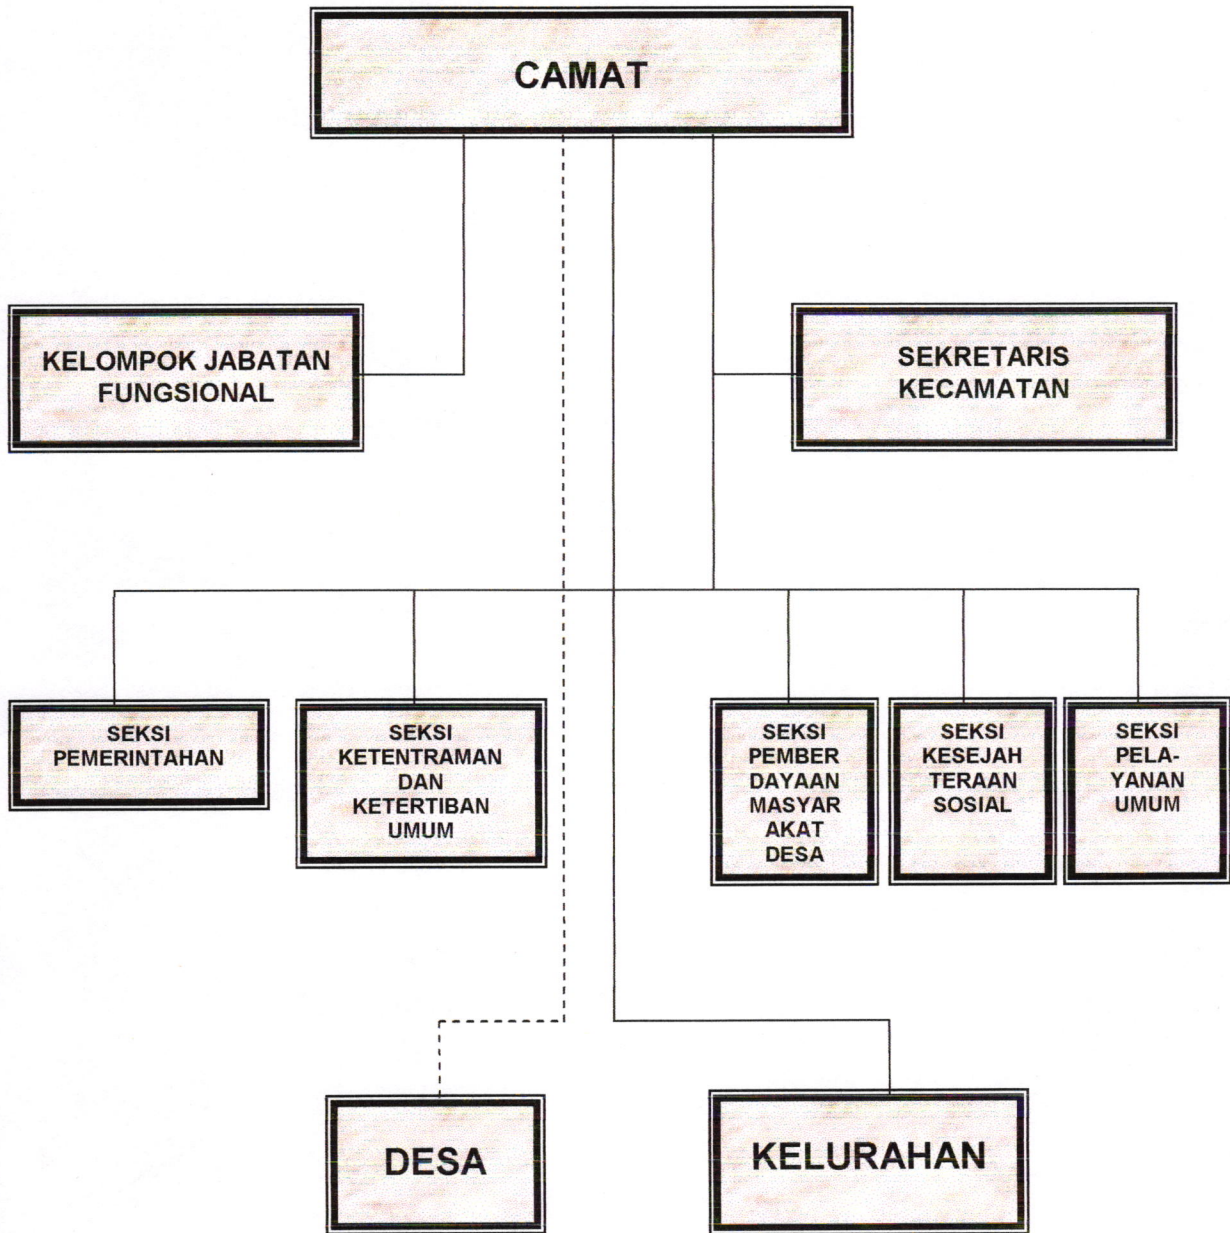 CAMAT
KELOMPOK JABATAN
FUNGSIONAL
SEKRETARIS
KECAMATAN
SEKSI
PEMERINTAHAN
SEKSI
KETENTRAMAN
DAN
KETERTIBAN
UMUM
SEKSI
PEMBER
DAYAAN
MASYAR
AKAT
DESA
SEKSI
KESEJAH
TERAAN
SOSIAL
SEKSI
PELA-
YANAN
UMUM
DESA
KELURAHAN